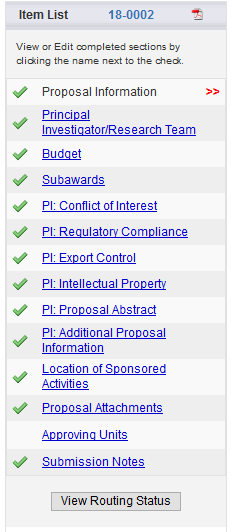 Item List 18-0002
View or Edit completed sections by
clicking the name next to the check.
Proposal Information >>
Principal
Investigator/Research Team
Budget
Subawards
PI: Conflict of Interest
PI: Regulatory Compliance
PI: Export Control
PI: Intellectual Property
PI: Proposal Abstract
PI: Additional Proposal
Information
Location of Sponsored
Activities
Proposal Attachments
Approving Units
Submission Notes
View Routing Status